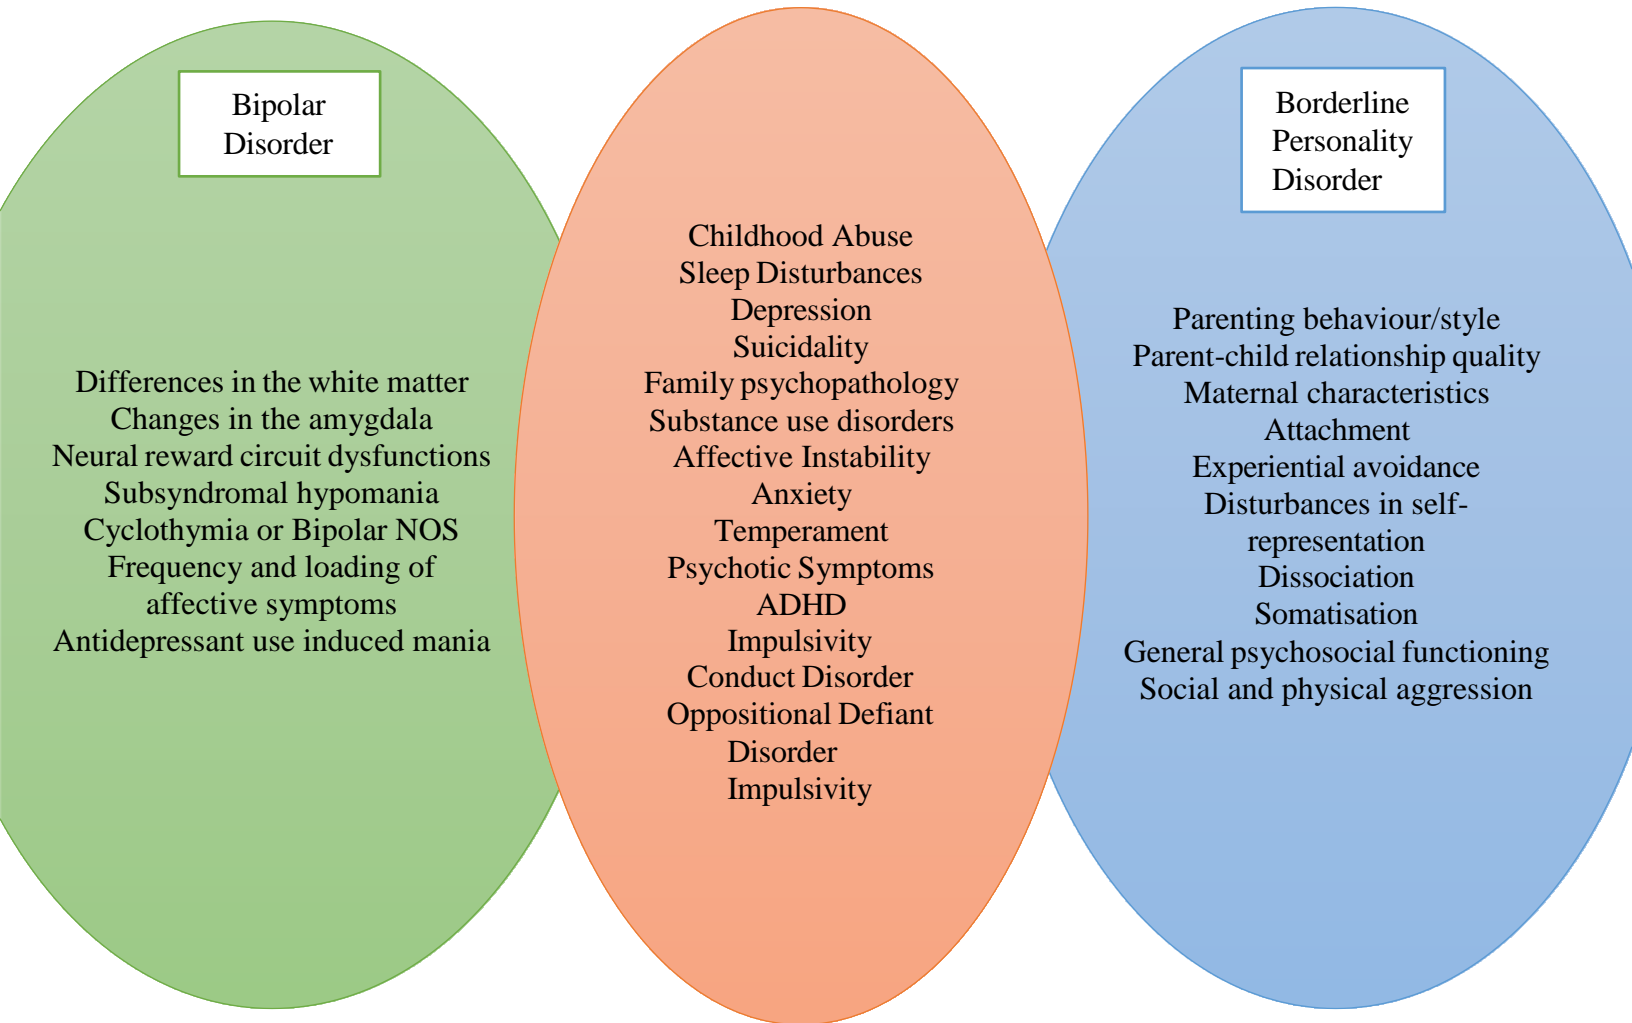 Bipolar
Disorder
Differences in the white matter
Changes in the amygdala
Neural reward circuit dysfunctions
Subsyndromal hypomania
Cyclothymia or Bipolar NOS
Frequency and loading of
affective symptoms
Antidepressant use induced mania
Childhood Abuse
Sleep Disturbances
Depression
Suicidality
Family psychopathology
Substance use disorders
Affective Instability
Anxiety
Temperament
Psychotic Symptoms
ADHD
Impulsivity
Conduct Disorder
Oppositional Defiant
Disorder
Impulsivity
Borderline
Personality
Disorder
Parenting behaviour/style
Parent-child relationship quality
Maternal characteristics
Attachment
Experiential avoidance
Disturbances in self-
representation
Dissociation
Somatisation
General psychosocial functioning
Social and physical aggression